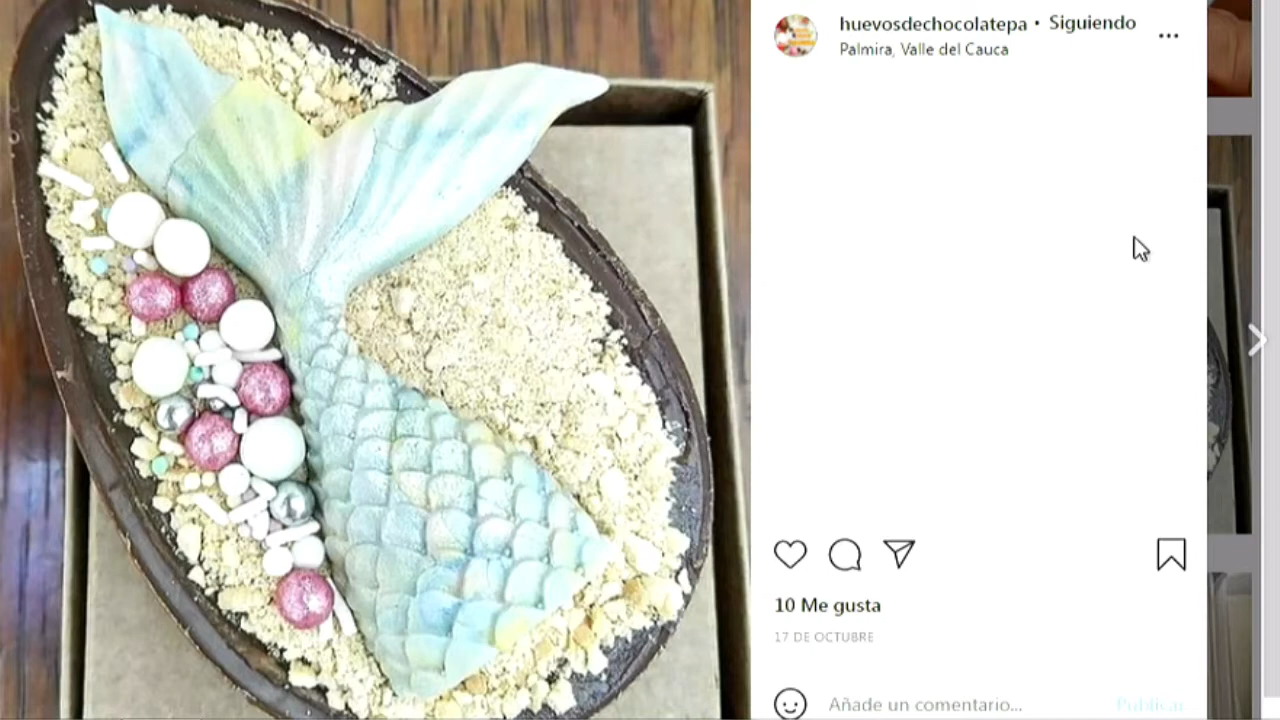 huevosdechocolatepa • Siguiendo
Palmira, Valle del Cauca
10 Me gusta
17 DE OCTUBRE
Añade un comentario...
Publicar